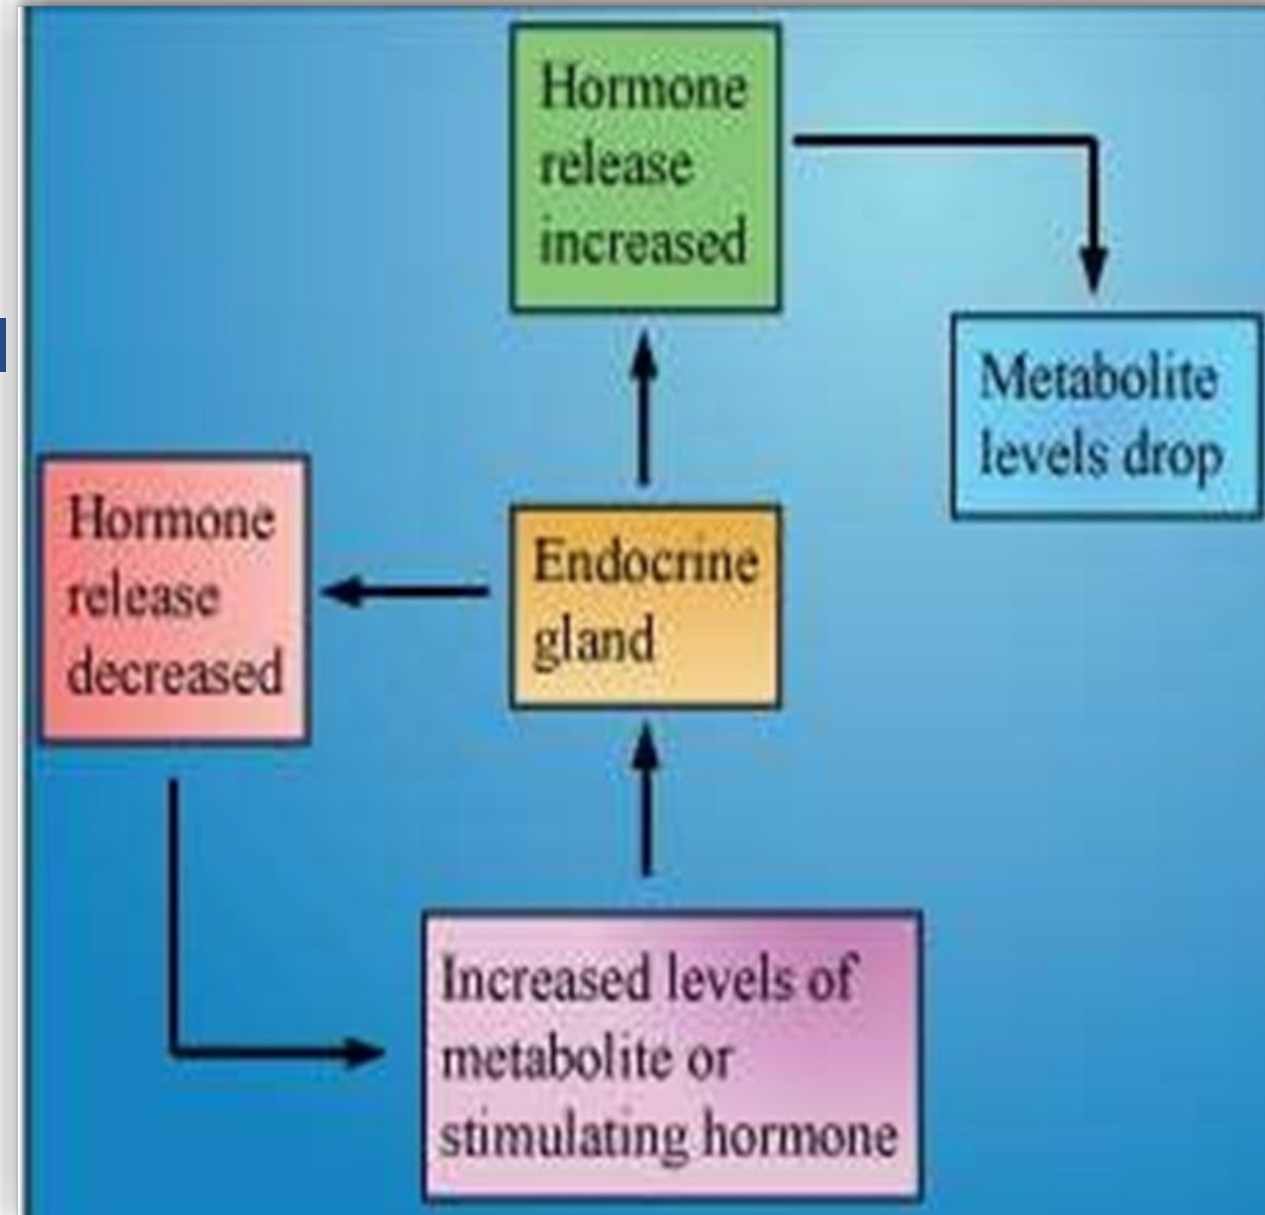 Hormone
release
increased
Metabolite
levels drop
Hormone
release
decreased
Endocrine
gland
Increased levels of
metabolite or
stimulating hormone